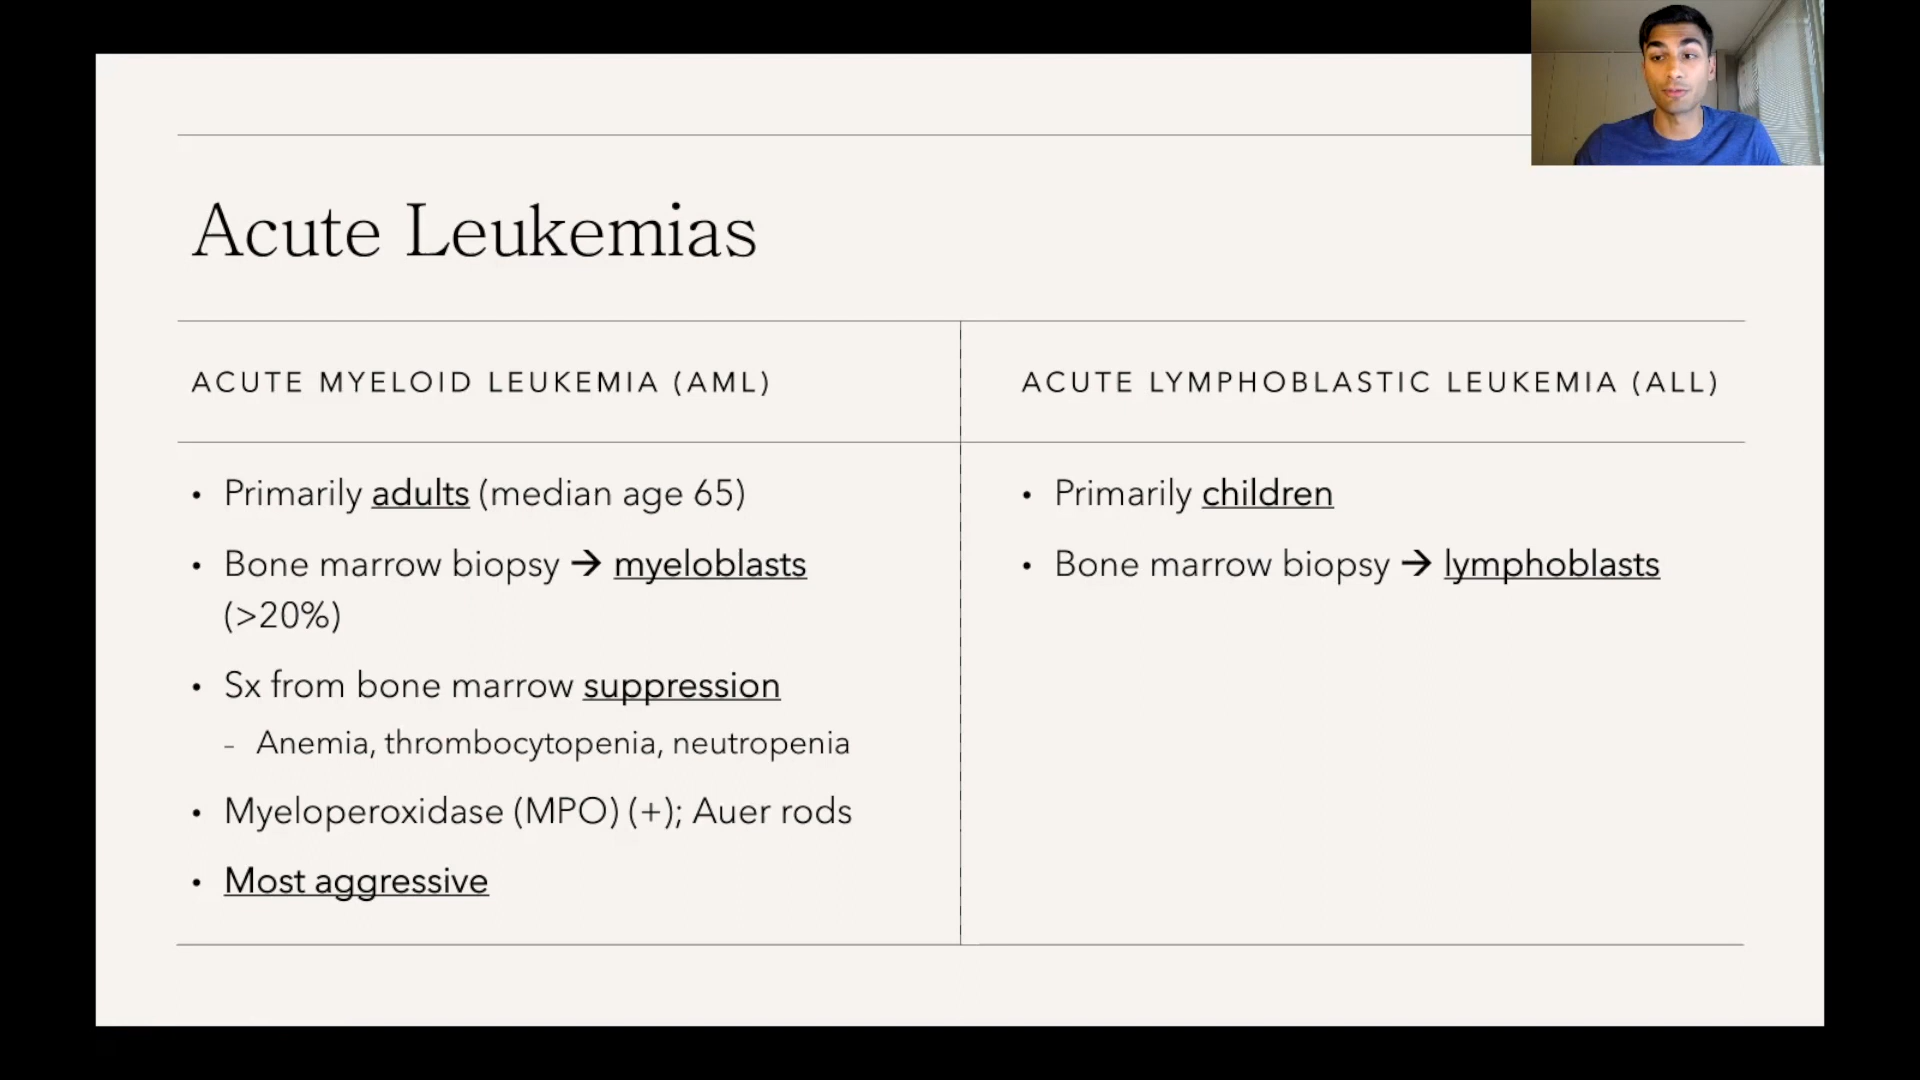 Acute Leukemias
ACUTE MYELOID LEUKEMIA (AML)
• Primarily adults (median age 65)
• Bone marrow biopsy → myeloblasts
(>20%)
• Sx from bone marrow suppression
- Anemia, thrombocytopenia, neutropenia
• Myeloperoxidase (MPO) (+); Auer rods
• Most aggressive
ACUTE LYMPHOBLASTIC LEUKEMIA (ALL)
• Primarily children
• Bone marrow biopsy → lymphoblasts